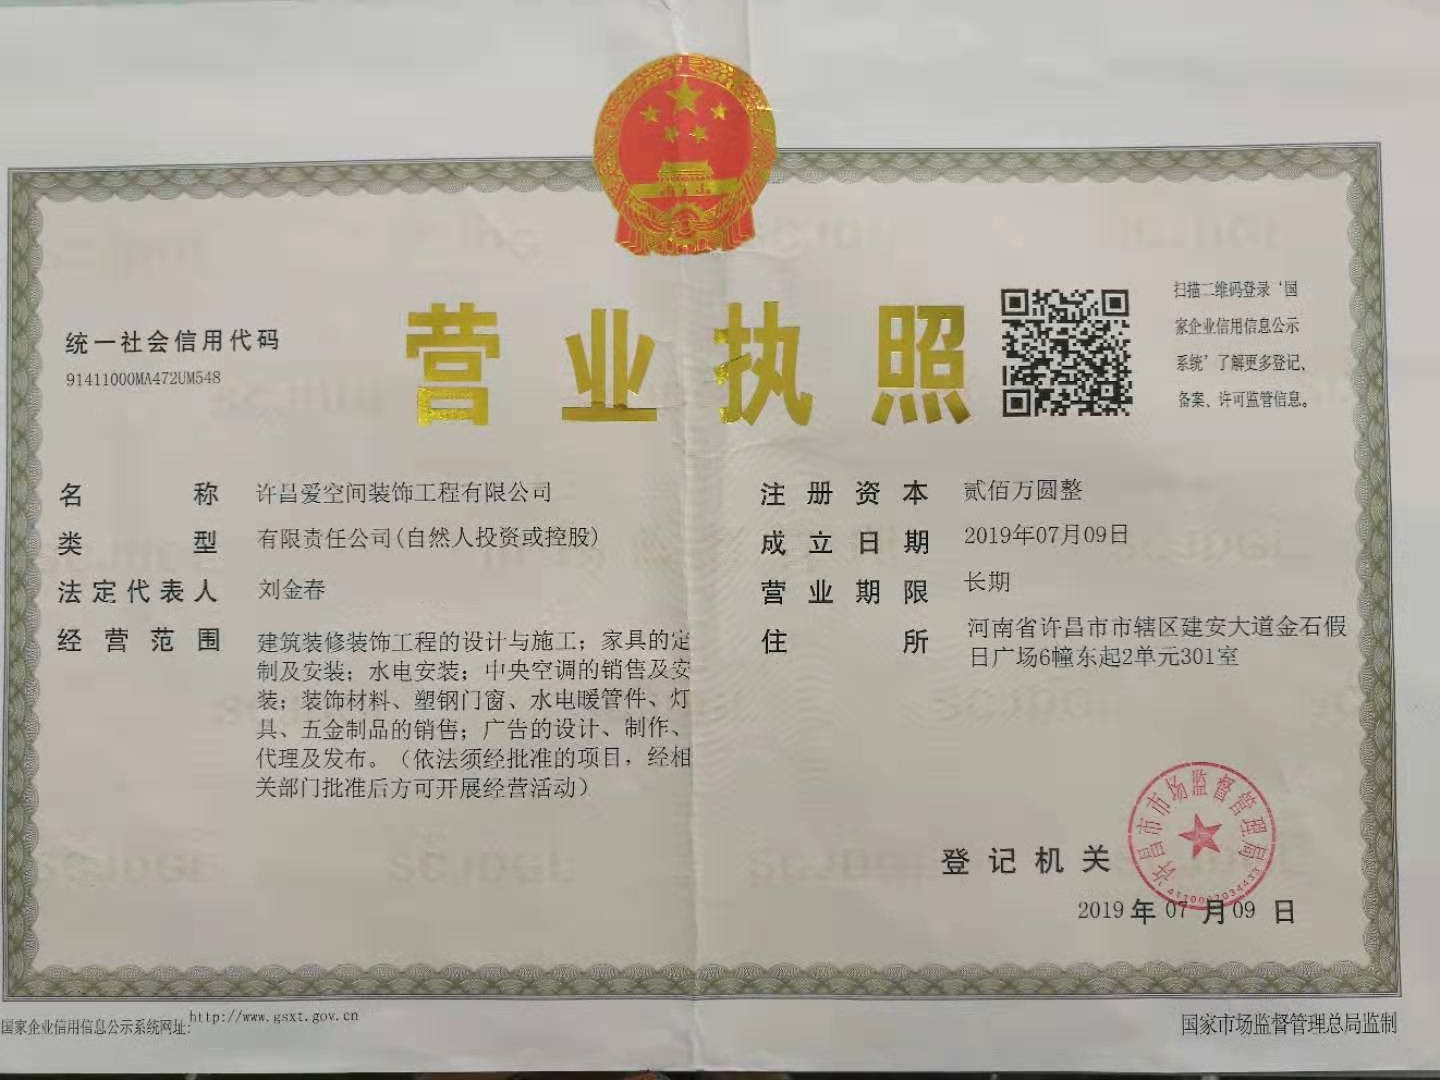 营业执照
统一社会信用代码
91411000MA472UM548
扫描二维码登录‘国
家企业信用信息公示
系统’了解更多登记、
备案、许可监管信息。
名称 许昌爱空间装饰工程有限公司
类型 有限责任公司(自然人投资或控股)
法定代表人 刘金春
经营范围 建筑装修装饰工程的设计与施工；家具的定
制及安装；水电安装；中央空调的销售及安
装；装饰材料、塑钢门窗、水电暖管件、灯
具、五金制品的销售；广告的设计、制作、
代理及发布。（依法须经批准的项目，经相
关部门批准后方可开展经营活动）
注册资本 贰佰万圆整
成立日期 2019年07月09日
营业期限 长期
住所 河南省许昌市市辖区建安大道金石假
日广场6幢东起2单元301室
登记机关
许昌市市场监督管理局
2019年07月09日
国家企业信用信息公示系统网址:http://www.gsxt.gov.cn
国家市场监督管理总局监制